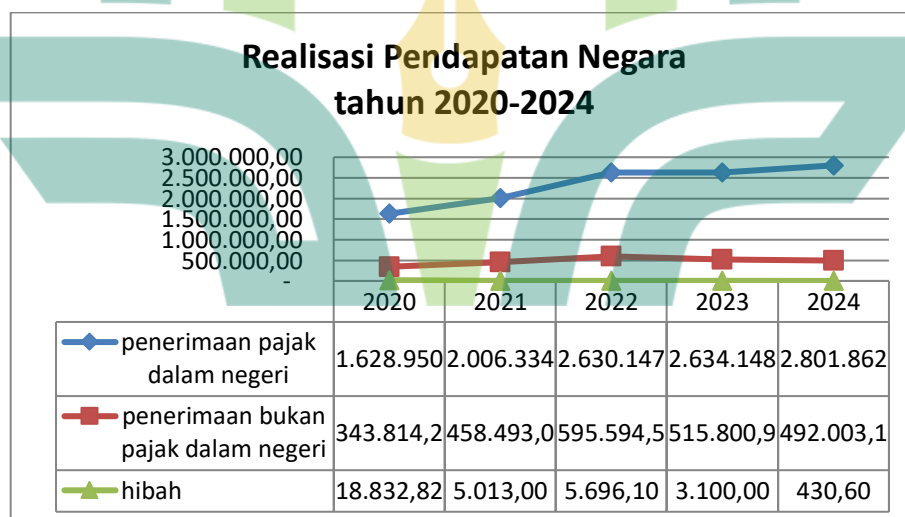 Realisasi Pendapatan Negara
tahun 2020-2024
3.000.000,00
2.500.000,00
2.000.000,00
1.500.000,00
1.000.000,00
500.000,00
-
2020 2021 2022 2023 2024
penerimaan pajak
dalam negeri
1.628.950 2.006.334 2.630.147 2.634.148 2.801.862
penerimaan bukan
pajak dalam negeri
343.814,2 458.493,0 595.594,5 515.800,9 492.003,1
hibah 18.832,82 5.013,00 5.696,10 3.100,00 430,60